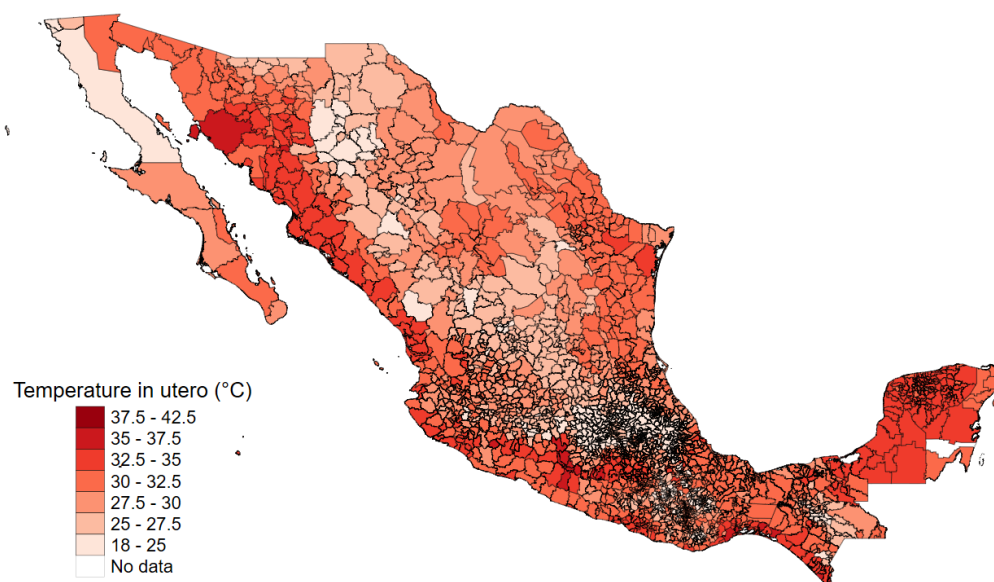 Temperature in utero (°C)
37.5 - 42.5
35 - 37.5
32.5 - 35
30 - 32.5
27.5 - 30
25 - 27.5
18 - 25
No data